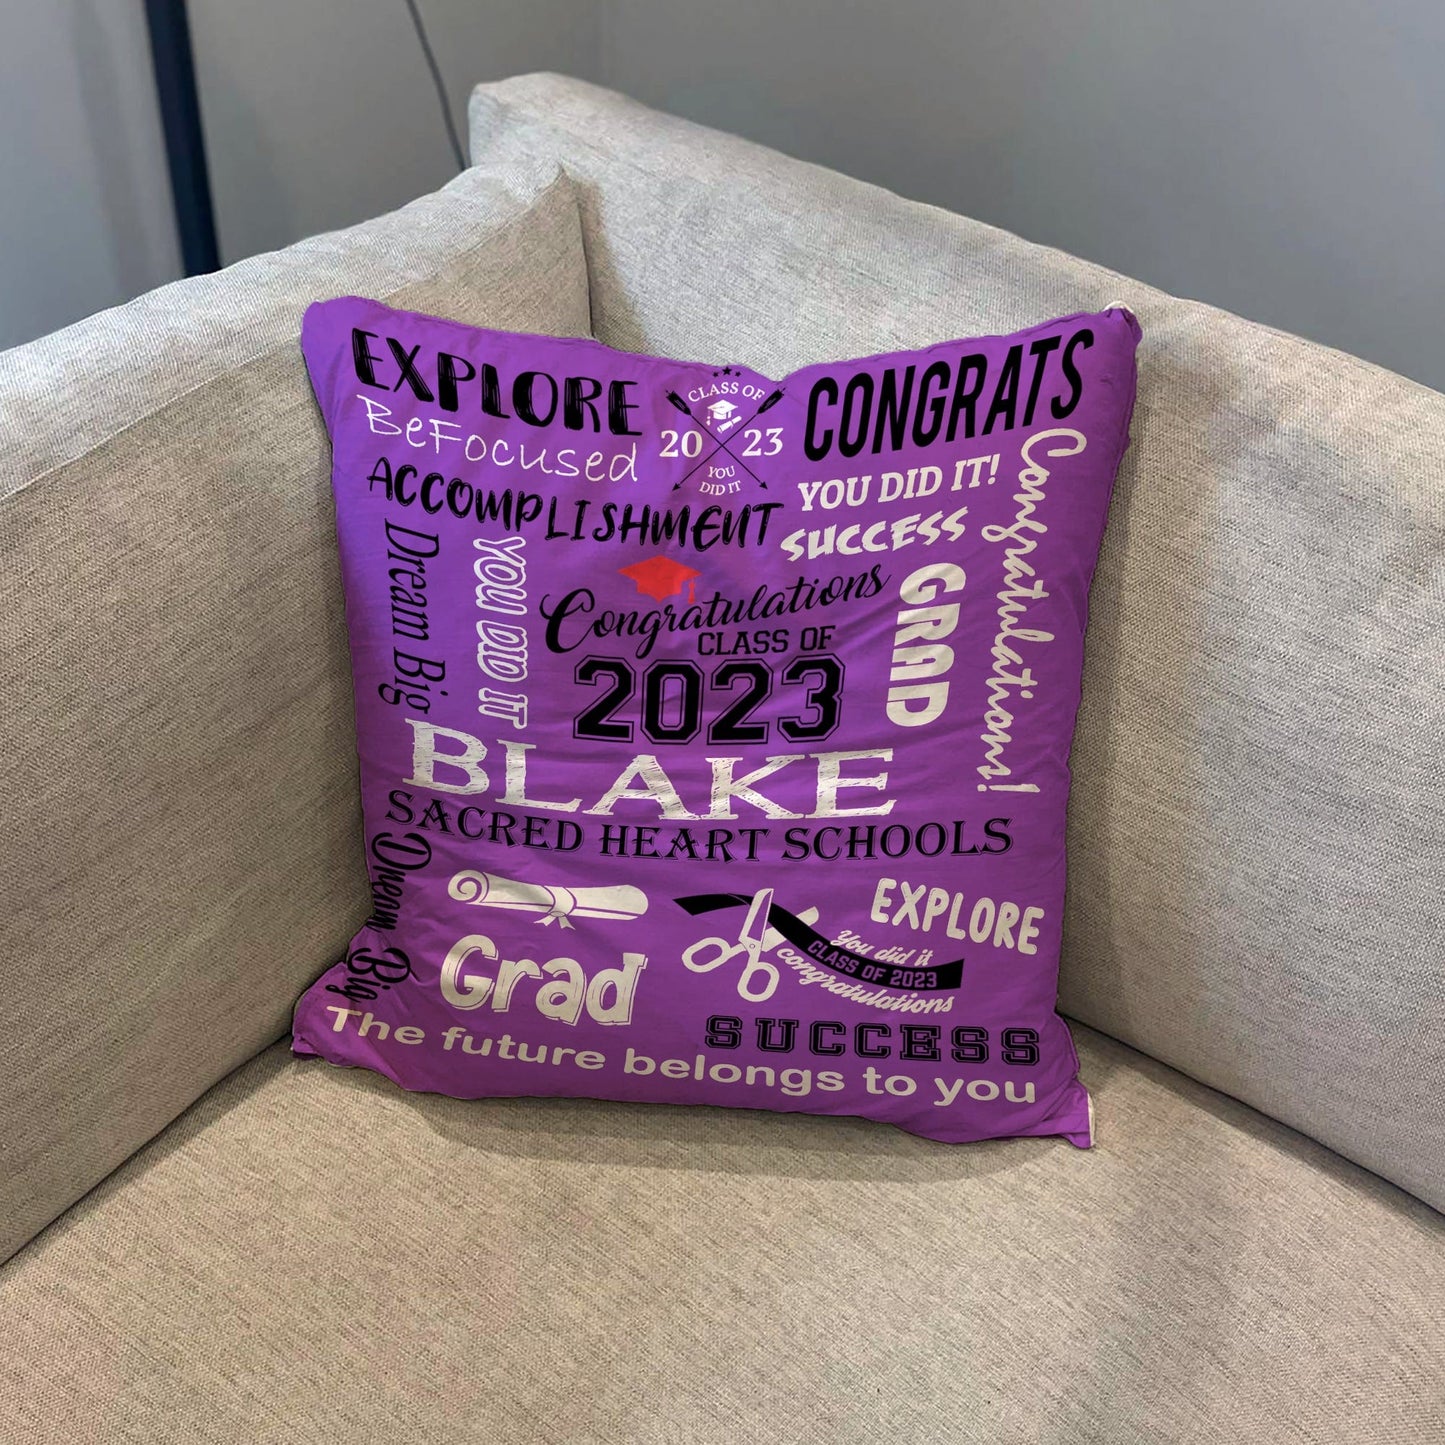 EXPLORE
BeFocused
CLASS OF
20 23
YOU
DID IT
CONGRATS
YOU DID IT!
SUCCESS
ACCOMPLISHMENT
Dream Big
YOU DID IT
Congratulations
CLASS OF
2023
GRAD
Congratulations!
BLAKE
SACRED HEART SCHOOLS
Dream Big
Grad
EXPLORE
You did it
CLASS OF 2023
congratulations
SUCCESS
The future belongs to you